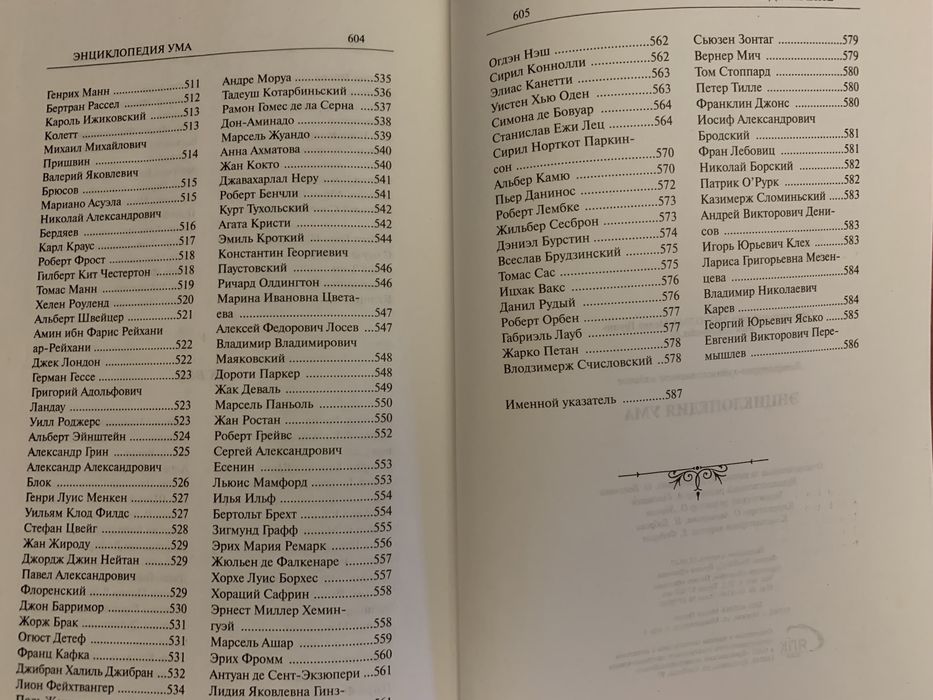 ЭНЦИКЛОПЕДИЯ УМА
604
Генрих Манн ..................511
Бертран Рассел ................512
Кароль Ижиковский .........513
Колетт ............................513
Михаил Михайлович
Пришвин ........................514
Валерий Яковлевич
Брюсов ...........................515
Мариано Асуэла ..............515
Николай Александрович
Бердяев ..........................516
Карл Краус .....................517
Роберт Фрост ..................518
Гилберт Кит Честертон ....518
Томас Манн ....................519
Хелен Роуленд .................520
Альберт Швейцер ............521
Амин ибн Фарис Рейхани
ар-Рейхани .....................522
Джек Лондон ..................522
Герман Гессе ...................523
Григорий Адольфович
Ландау ...........................523
Уилл Роджерс .................523
Альберт Эйнштейн ..........524
Александр Грин ..............525
Александр Александрович
Блок ..............................526
Генри Луис Менкен .........527
Уильям Клод Филдс ........527
Стефан Цвейг .................528
Жан Жироду ..................529
Джордж Джин Нейтан .....529
Павел Александрович
Флоренский ...................529
Джон Барримор ..............530
Жорж Брак ....................531
Огюст Детеф ..................531
Франц Кафка .................531
Джибран Халиль Джибран ..532
Лион Фейхтвангер ..........534
Андре Моруа ..................535
Тадеуш Котарбиньский .....536
Рамон Гомес де ла Серна ...537
Дон-Аминадо ..................538
Марсель Жуандо ..............539
Анна Ахматова ................540
Жан Кокто .....................540
Джавахарлал Неру ...........541
Роберт Бенчли .................541
Курт Тухольский ..............542
Агата Кристи ..................542
Эмиль Кроткий ...............544
Константин Георгиевич
Паустовский ...................546
Ричард Олдингтон ...........546
Марина Ивановна Цвета-
ева ................................547
Алексей Федорович Лосев ...547
Владимир Владимирович
Маяковский ...................548
Дороти Паркер ...............548
Жак Деваль ....................549
Марсель Паньоль .............550
Жан Ростан ....................550
Роберт Грейвс .................552
Сергей Александрович
Есенин ..........................553
Льюис Мамфорд .............553
Илья Ильф .....................554
Бертольт Брехт ................554
Зигмунд Графф ...............555
Эрих Мария Ремарк .........556
Жюльен де Фалкенаре ......557
Хорхе Луис Борхес ...........557
Хораций Сафрин .............558
Эрнест Миллер Хемин-
гуэй ..............................558
Марсель Ашар ................559
Эрих Фромм ..................560
Антуан де Сент-Экзюпери ...561
Лидия Яковлевна Гинз-
605
Огдэн Нэш .....................562
Сирил Коннолли .............562
Элиас Канетти .................563
Уистен Хью Оден .............563
Симона де Бовуар ............564
Станислав Ежи Лец ..........564
Сирил Норткот Паркин-
сон ...............................570
Альбер Камю ..................570
Пьер Данинос .................572
Роберт Лембке ................573
Жильбер Сесброн ............573
Дэниэл Бурстин ..............574
Всеслав Брудзинский .......575
Томас Сас ......................575
Ицхак Вакс ....................576
Данил Рудый ..................576
Роберт Орбен .................577
Габриэль Лауб ................577
Жарко Петан .................578
Влодзимерж Счисловский ..578
Именной указатель ............587
Сьюзен Зонтаг .................579
Вернер Мич ....................579
Том Стоппард ..................580
Петер Тилле ....................580
Франклин Джонс .............580
Иосиф Александрович
Бродский .......................581
Фран Лебовиц .................581
Николай Борский ............582
Патрик О’Рурк ................582
Казимерж Сломиньский .....583
Андрей Викторович Дени-
сов ...............................583
Игорь Юрьевич Клех .......583
Лариса Григорьевна Мезен-
цева ..............................584
Владимир Николаевич
Карев ............................584
Георгий Юрьевич Ясько ...585
Евгений Викторович Пере-
мышлев .........................586